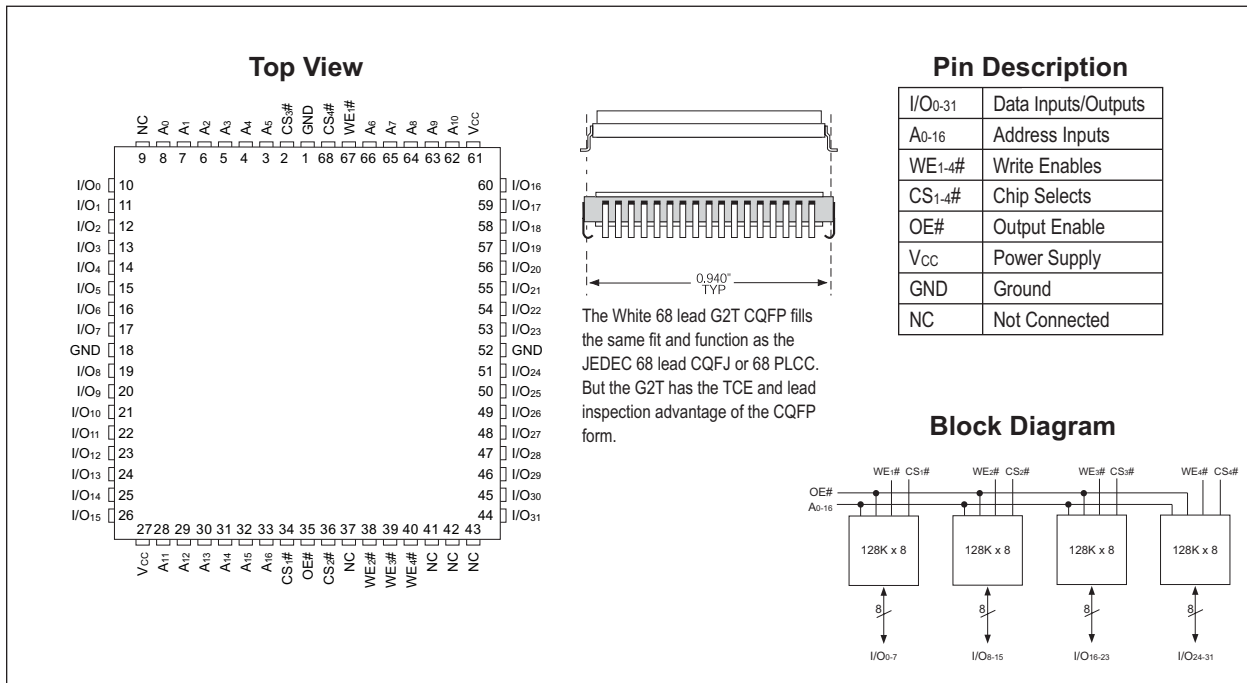 Top View
NC A0 A1 A2 A3 A4 A5 CS3# GND CS4# WE1# A6 A7 A8 A9 A10 VCC
9 8 7 6 5 4 3 2 1 68 67 66 65 64 63 62 61
I/O0 10 60 I/O16
I/O1 11 59 I/O17
I/O2 12 58 I/O18
I/O3 13 57 I/O19
I/O4 14 56 I/O20
I/O5 15 55 I/O21
I/O6 16 54 I/O22
I/O7 17 53 I/O23
GND 18 52 GND
I/O8 19 51 I/O24
I/O9 20 50 I/O25
I/O10 21 49 I/O26
I/O11 22 48 I/O27
I/O12 23 47 I/O28
I/O13 24 46 I/O29
I/O14 25 45 I/O30
I/O15 26 44 I/O31
27 28 29 30 31 32 33 34 35 36 37 38 39 40 41 42 43
VCC A11 A12 A13 A14 A15 A16 CS1# OE# CS2# NC WE2# WE3# WE4# NC NC NC
0.940"
TYP
The White 68 lead G2T CQFP fills
the same fit and function as the
JEDEC 68 lead CQFJ or 68 PLCC.
But the G2T has the TCE and lead
inspection advantage of the CQFP
form.
Pin Description
I/O0-31 Data Inputs/Outputs
A0-16 Address Inputs
WE1-4# Write Enables
CS1-4# Chip Selects
OE# Output Enable
VCC Power Supply
GND Ground
NC Not Connected
Block Diagram
WE1# CS1# WE2# CS2# WE3# CS3# WE4# CS4#
OE#
A0-16
128K x 8 128K x 8 128K x 8 128K x 8
8 8 8 8
I/O0-7 I/O8-15 I/O16-23 I/O24-31